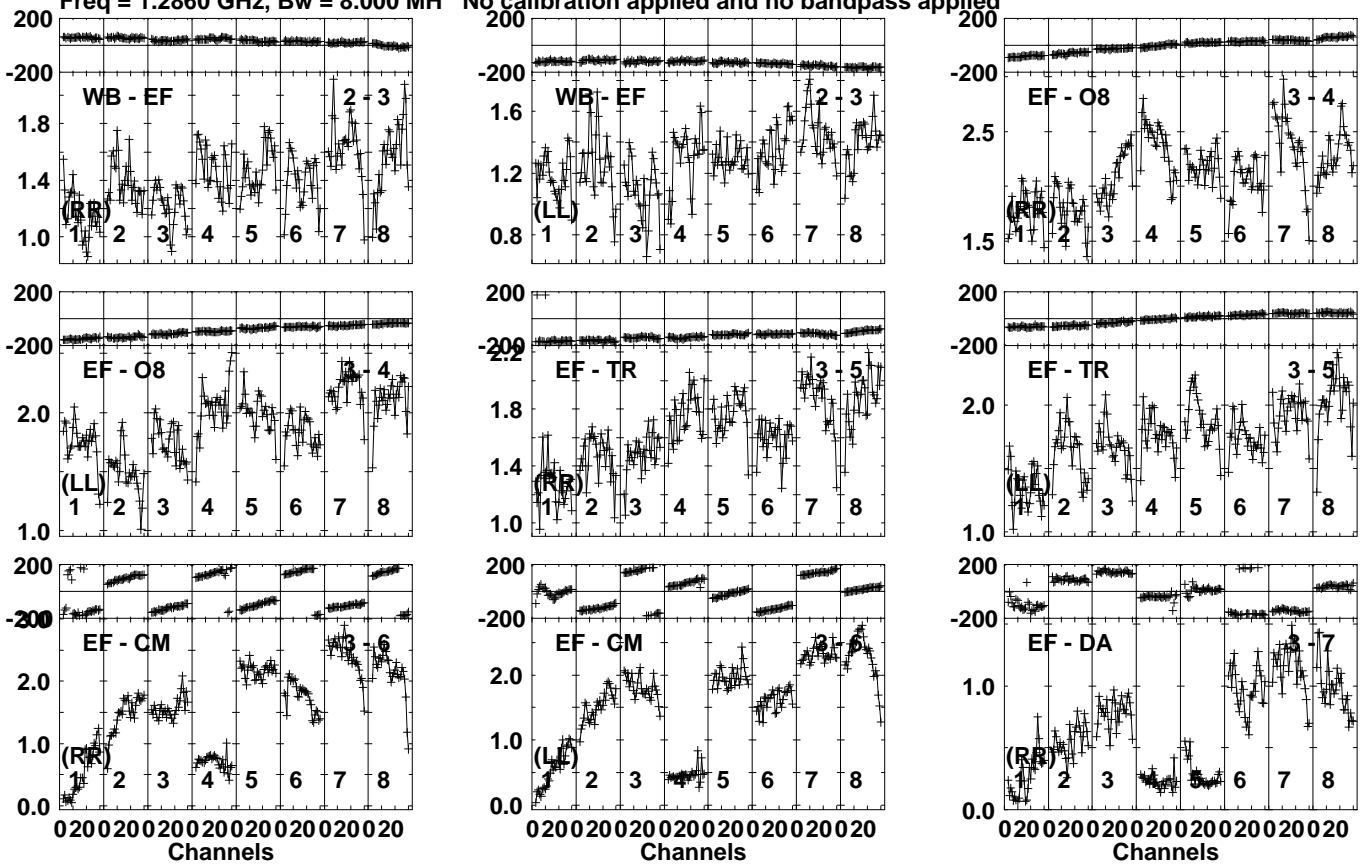 Freq = 1.2860 GHz, Bw = 8.000 MH No calibration applied and no bandpass applied
200 200 200
-200 -200 -200
WB - EF 2 - 3 WB - EF 2 - 3 EF - O8 3 - 4
1.8 1.6 2.5
1.4 1.2
1.0 0.8 1.5
(RR) (LL) (RR)
1 2 3 4 5 6 7 8 1 2 3 4 5 6 7 8 1 2 3 4 5 6 7 8
200 200 200
-200 -200 -200
2.2
EF - O8 3 - 4 EF - TR 3 - 5 EF - TR 3 - 5
2.0 1.8 2.0
1.4
1.0 1.0 1.0
(LL) (RR) (LL)
1 2 3 4 5 6 7 8 1 2 3 4 5 6 7 8 1 2 3 4 5 6 7 8
200 200 200
-200 -200 -200
3.0
EF - CM 3 - 6 EF - CM 3 - 6 EF - DA 3 - 7
2.0 2.0 1.0
1.0 1.0
0.0 0.0 0.0
(RR) (LL) (RR)
1 2 3 4 5 6 7 8 1 2 3 4 5 6 7 8 1 2 3 4 5 6 7 8
0 20 0 20 0 20 0 20 0 20 0 20 0 20 0 20 0 20 0 20 0 20 0 20 0 20 0 20 0 20 0 20 0 20 0 20 0 20 0 20 0 20 0 20 0 20 0 20
Channels Channels Channels